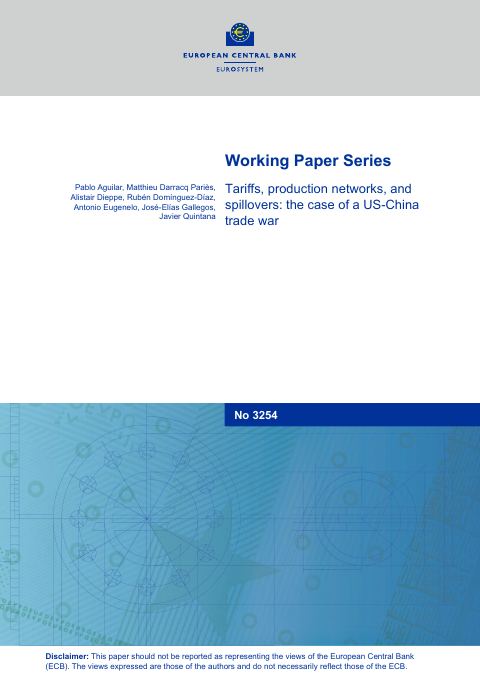 EUROPEAN CENTRAL BANK
EUROSYSTEM
Working Paper Series
Pablo Aguilar, Matthieu Darracq Pariès,
Alistair Dieppe, Rubén Domínguez-Díaz,
Antonio Eugenelo, José-Elías Gallegos,
Javier Quintana
Tariffs, production networks, and
spillovers: the case of a US-China
trade war
No 3254
Disclaimer: This paper should not be reported as representing the views of the European Central Bank
(ECB). The views expressed are those of the authors and do not necessarily reflect those of the ECB.